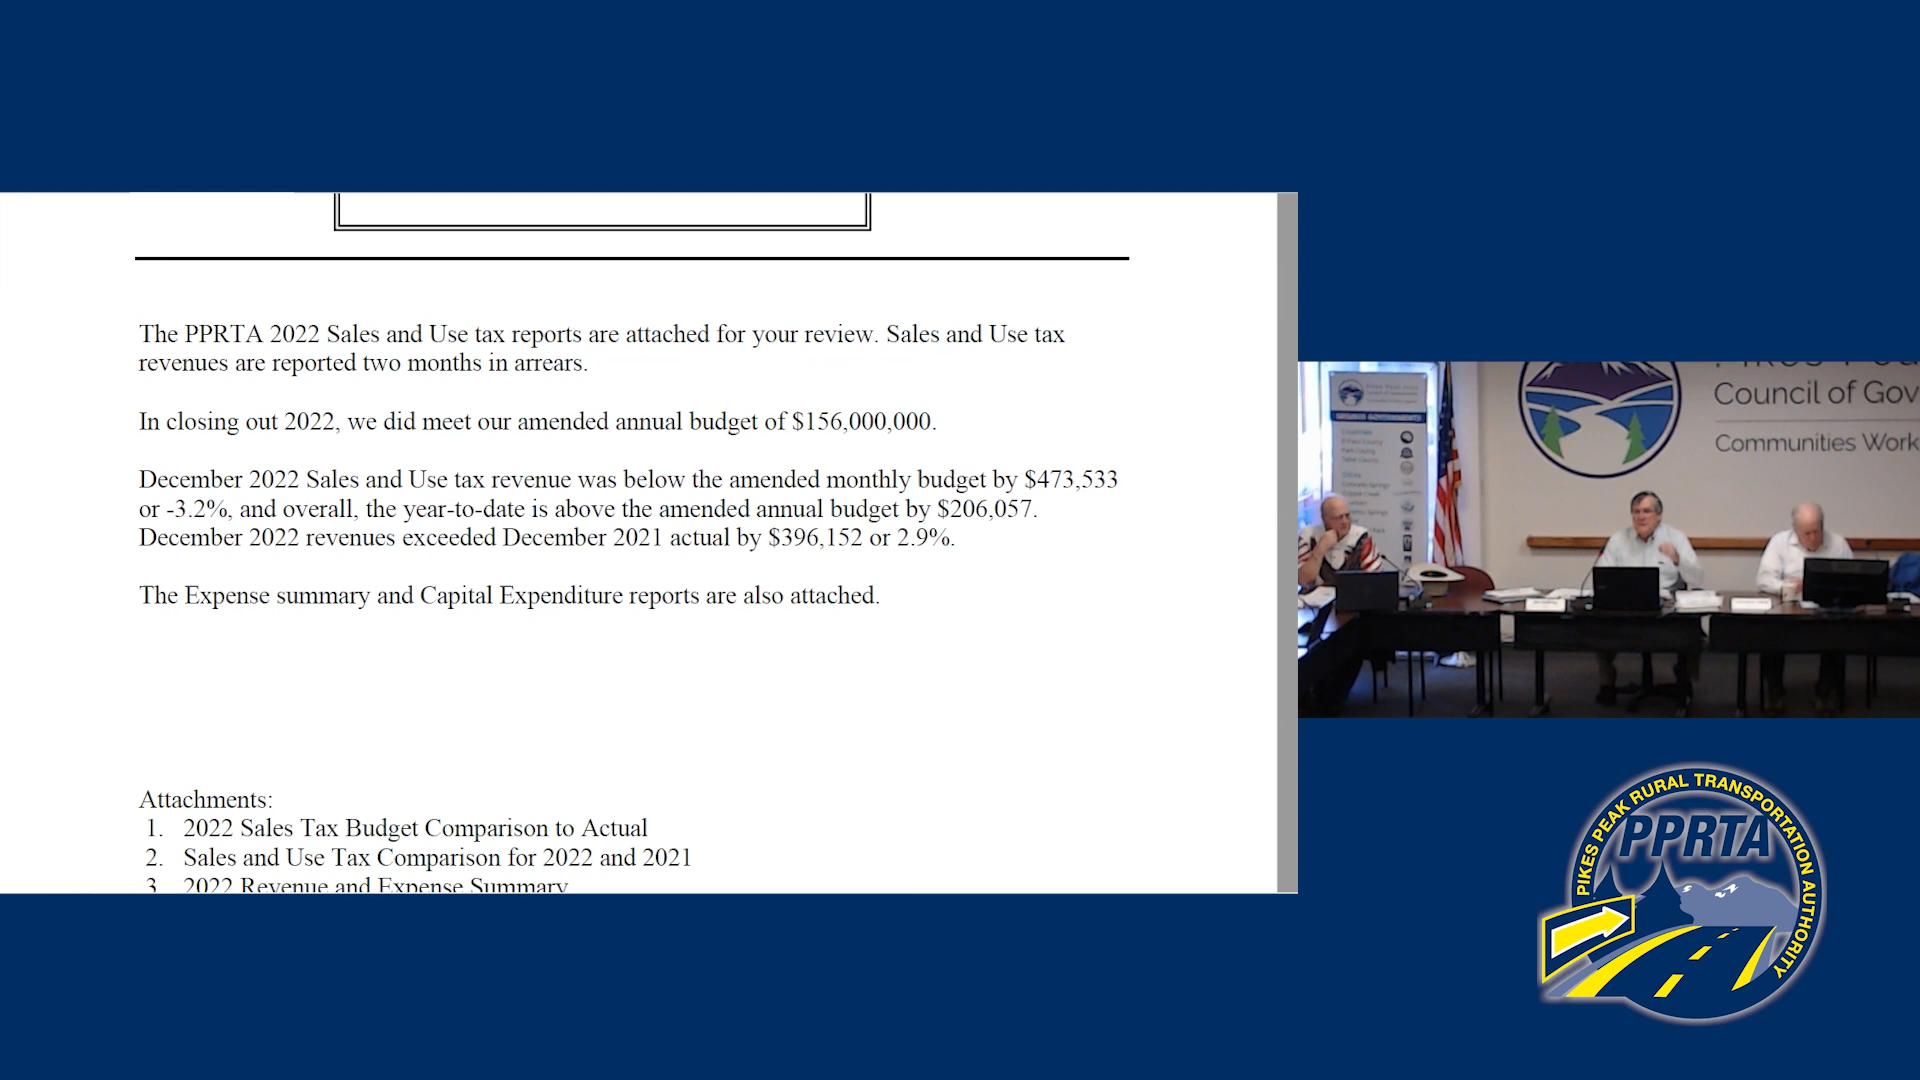 The PPRTA 2022 Sales and Use tax reports are attached for your review. Sales and Use tax
revenues are reported two months in arrears.
In closing out 2022, we did meet our amended annual budget of $156,000,000.
December 2022 Sales and Use tax revenue was below the amended monthly budget by $473,533
or -3.2%, and overall, the year-to-date is above the amended annual budget by $206,057.
December 2022 revenues exceeded December 2021 actual by $396,152 or 2.9%.
The Expense summary and Capital Expenditure reports are also attached.
Attachments:
1. 2022 Sales Tax Budget Comparison to Actual
2. Sales and Use Tax Comparison for 2022 and 2021
3. 2022 Revenue and Expense Summary
Council of Gov
Communities Work
PIKES PEAK RURAL TRANSPORTATION AUTHORITY
PPRTA